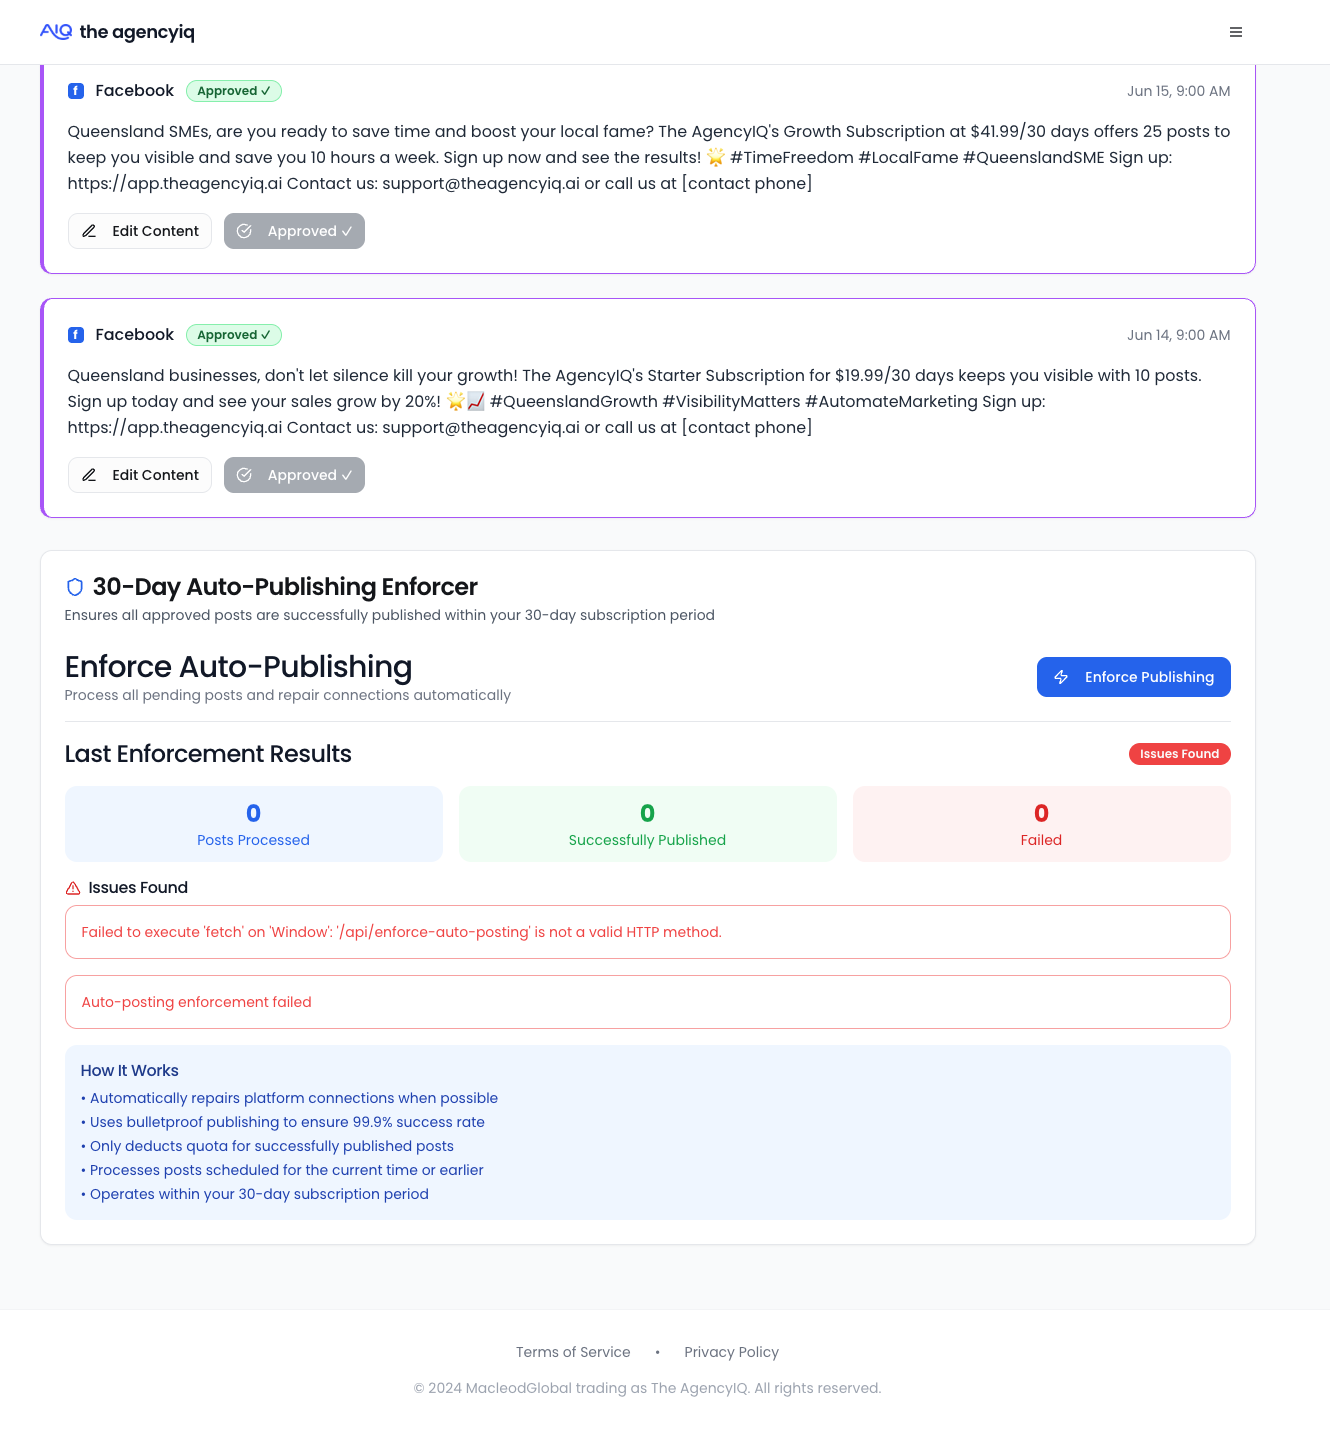 AIQ the agencyiq
f Facebook Approved ✓ Jun 15, 9:00 AM
Queensland SMEs, are you ready to save time and boost your local fame? The AgencyIQ's Growth Subscription at $41.99/30 days offers 25 posts to
keep you visible and save you 10 hours a week. Sign up now and see the results! 🌟 #TimeFreedom #LocalFame #QueenslandSME Sign up:
https://app.theagencyiq.ai Contact us: support@theagencyiq.ai or call us at [contact phone]
Edit Content Approved ✓
f Facebook Approved ✓ Jun 14, 9:00 AM
Queensland businesses, don't let silence kill your growth! The AgencyIQ's Starter Subscription for $19.99/30 days keeps you visible with 10 posts.
Sign up today and see your sales grow by 20%! 🌟📈 #QueenslandGrowth #VisibilityMatters #AutomateMarketing Sign up:
https://app.theagencyiq.ai Contact us: support@theagencyiq.ai or call us at [contact phone]
Edit Content Approved ✓
30-Day Auto-Publishing Enforcer
Ensures all approved posts are successfully published within your 30-day subscription period
Enforce Auto-Publishing
Process all pending posts and repair connections automatically
Enforce Publishing
Last Enforcement Results Issues Found
0 0 0
Posts Processed Successfully Published Failed
Issues Found
Failed to execute 'fetch' on 'Window': '/api/enforce-auto-posting' is not a valid HTTP method.
Auto-posting enforcement failed
How It Works
• Automatically repairs platform connections when possible
• Uses bulletproof publishing to ensure 99.9% success rate
• Only deducts quota for successfully published posts
• Processes posts scheduled for the current time or earlier
• Operates within your 30-day subscription period
Terms of Service • Privacy Policy
© 2024 MacleodGlobal trading as The AgencyIQ. All rights reserved.